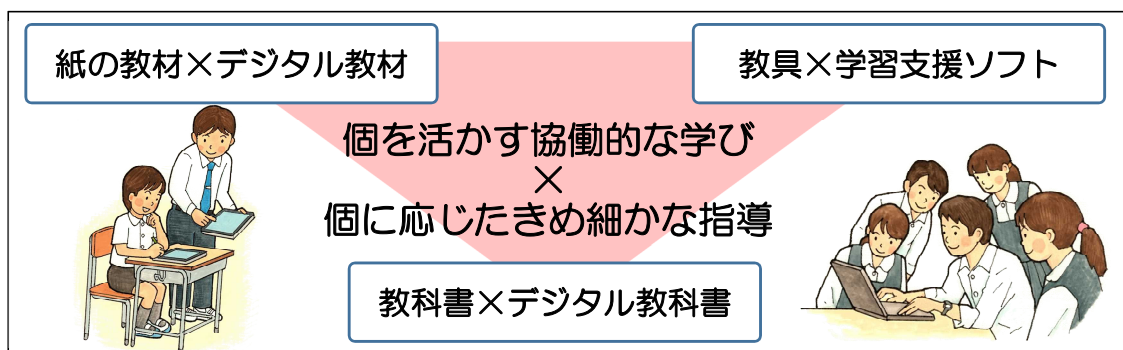 紙の教材×デジタル教材
教具×学習支援ソフト
個を活かす協働的な学び
×
個に応じたきめ細かな指導
教科書×デジタル教科書